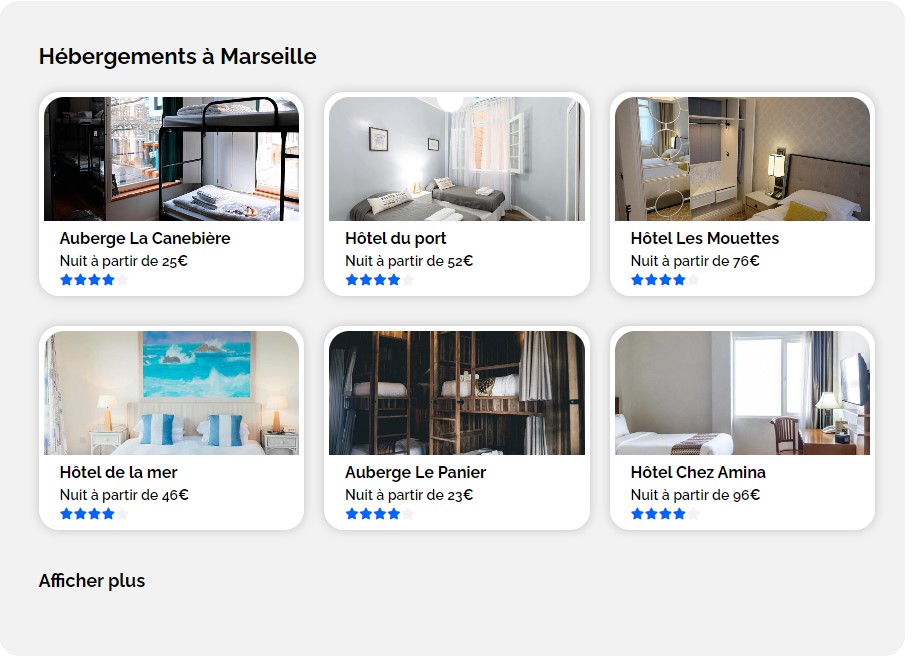 Hébergements à Marseille
Auberge La Canebière
Nuit à partir de 25€
Hôtel du port
Nuit à partir de 52€
Hôtel Les Mouettes
Nuit à partir de 76€
Hôtel de la mer
Nuit à partir de 46€
Auberge Le Panier
Nuit à partir de 23€
Hôtel Chez Amina
Nuit à partir de 96€
Afficher plus